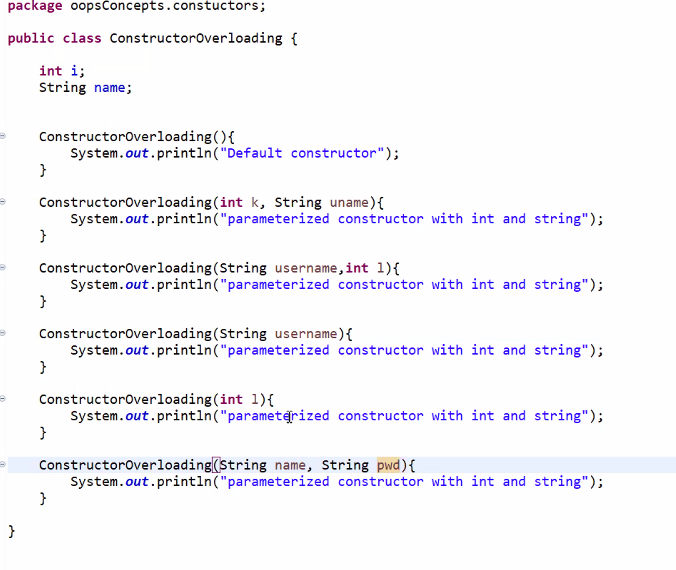 package oopsConcepts.constuctors;
public class ConstructorOverloading {
int i;
String name;
ConstructorOverloading(){
System.out.println("Default constructor");
}
ConstructorOverloading(int k, String uname){
System.out.println("parameterized constructor with int and string");
}
ConstructorOverloading(String username,int l){
System.out.println("parameterized constructor with int and string");
}
ConstructorOverloading(String username){
System.out.println("parameterized constructor with int and string");
}
ConstructorOverloading(int l){
System.out.println("parameterized constructor with int and string");
}
ConstructorOverloading(String name, String pwd){
System.out.println("parameterized constructor with int and string");
}
}